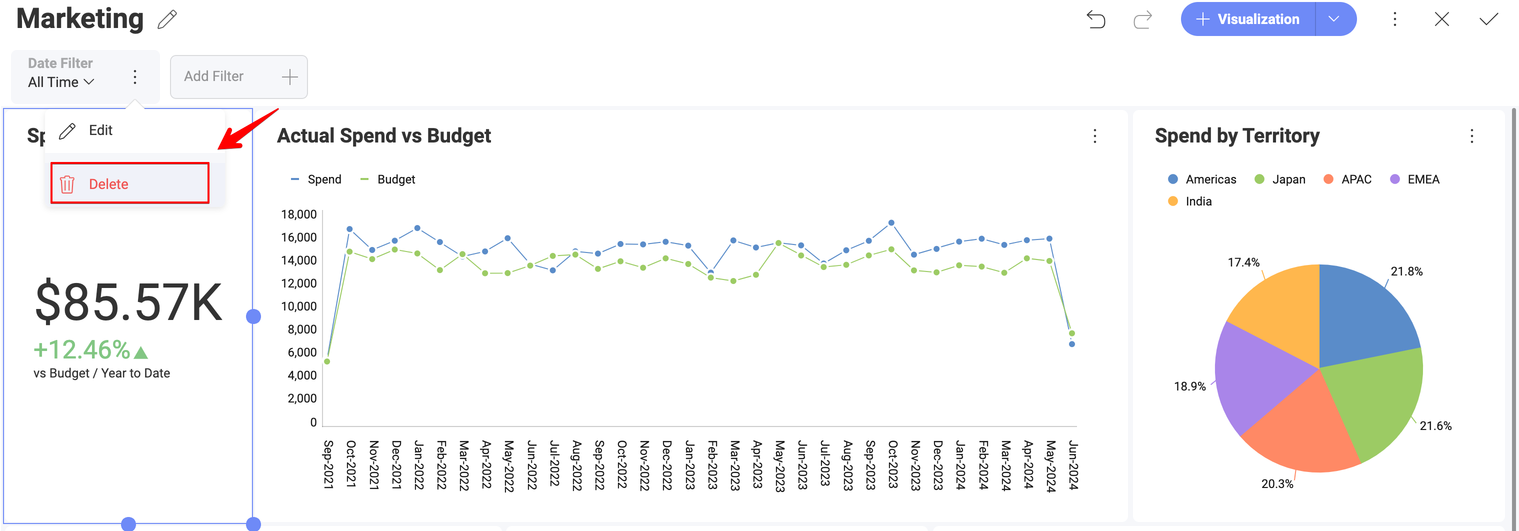 Marketing
Visualization
Date Filter
All Time
Add Filter
Edit
Delete
$85.57K
+12.46%
vs Budget / Year to Date
Actual Spend vs Budget
Spend
Budget
18,000
16,000
14,000
12,000
10,000
8,000
6,000
4,000
2,000
0
Sep-2021
Oct-2021
Nov-2021
Dec-2021
Jan-2022
Feb-2022
Mar-2022
Apr-2022
May-2022
Jun-2022
Jul-2022
Aug-2022
Sep-2022
Oct-2022
Nov-2022
Dec-2022
Jan-2023
Feb-2023
Mar-2023
Apr-2023
May-2023
Jun-2023
Jul-2023
Aug-2023
Sep-2023
Oct-2023
Nov-2023
Dec-2023
Jan-2024
Feb-2024
Mar-2024
Apr-2024
May-2024
Jun-2024
Spend by Territory
Americas Japan APAC EMEA
India
17.4%
21.8%
18.9%
21.6%
20.3%